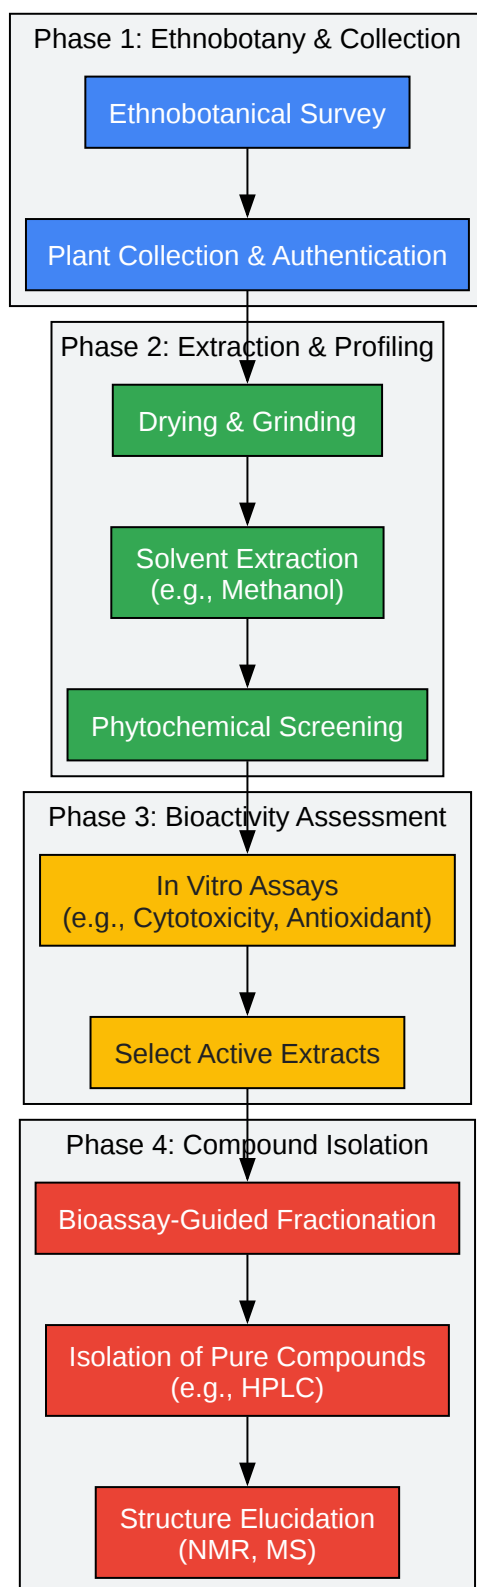 Phase 1: Ethnobotany & Collection
Ethnobotanical Survey
Plant Collection & Authentication
Phase 2: Extraction & Profiling
Drying & Grinding
Solvent Extraction
(e.g., Methanol)
Phytochemical Screening
Phase 3: Bioactivity Assessment
In Vitro Assays
(e.g., Cytotoxicity, Antioxidant)
Select Active Extracts
Phase 4: Compound Isolation
Bioassay-Guided Fractionation
Isolation of Pure Compounds
(e.g., HPLC)
Structure Elucidation
(NMR, MS)